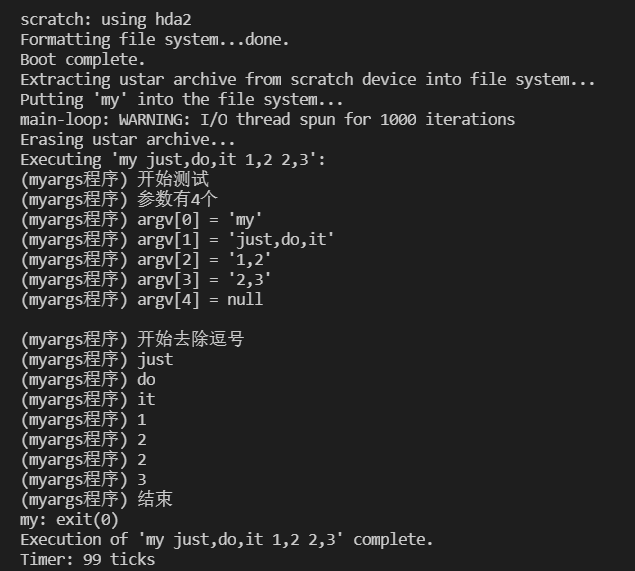 scratch: using hda2
Formatting file system...done.
Boot complete.
Extracting ustar archive from scratch device into file system...
Putting 'my' into the file system...
main-loop: WARNING: I/O thread spun for 1000 iterations
Erasing ustar archive...
Executing 'my just,do,it 1,2 2,3':
(myargs程序) 开始测试
(myargs程序) 参数有4个
(myargs程序) argv[0] = 'my'
(myargs程序) argv[1] = 'just,do,it'
(myargs程序) argv[2] = '1,2'
(myargs程序) argv[3] = '2,3'
(myargs程序) argv[4] = null
(myargs程序) 开始去除逗号
(myargs程序) just
(myargs程序) do
(myargs程序) it
(myargs程序) 1
(myargs程序) 2
(myargs程序) 2
(myargs程序) 3
(myargs程序) 结束
my: exit(0)
Execution of 'my just,do,it 1,2 2,3' complete.
Timer: 99 ticks